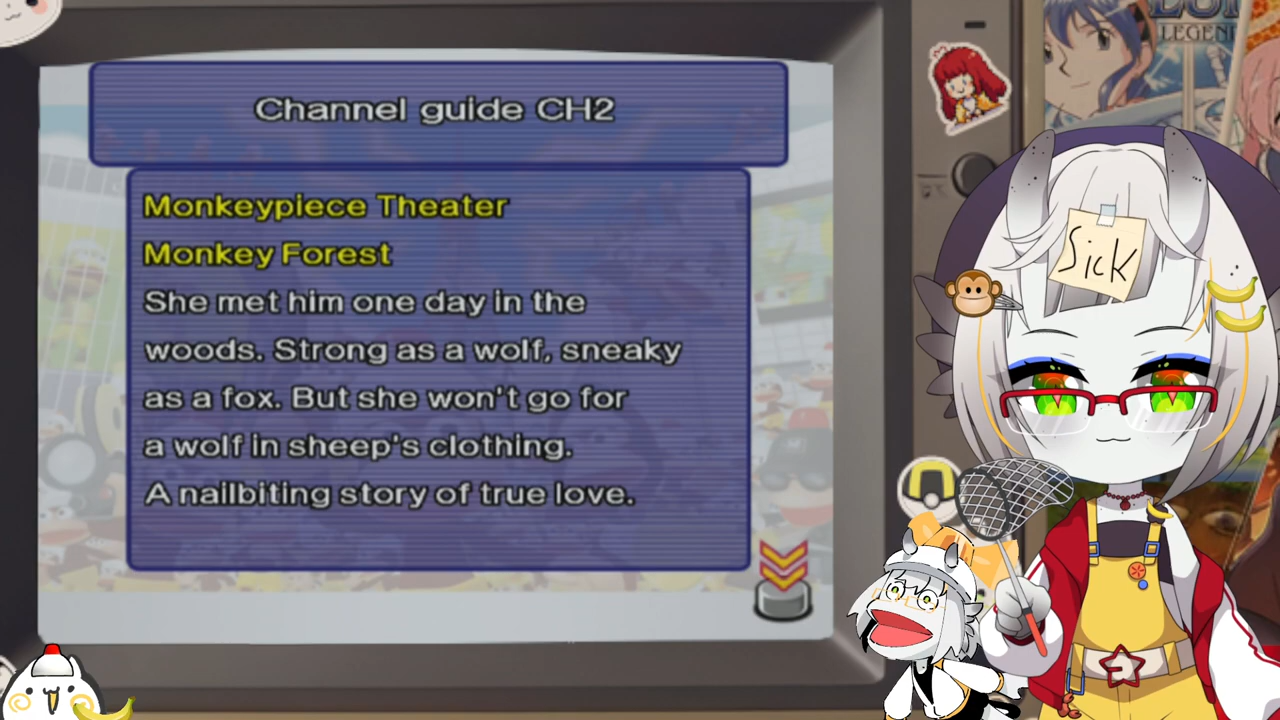 Channel guide CH2
Monkeypiece Theater
Monkey Forest
She met him one day in the
woods. Strong as a wolf, sneaky
as a fox. But she won't go for
a wolf in sheep's clothing.
A nailbiting story of true love.
LEGEND
Sick